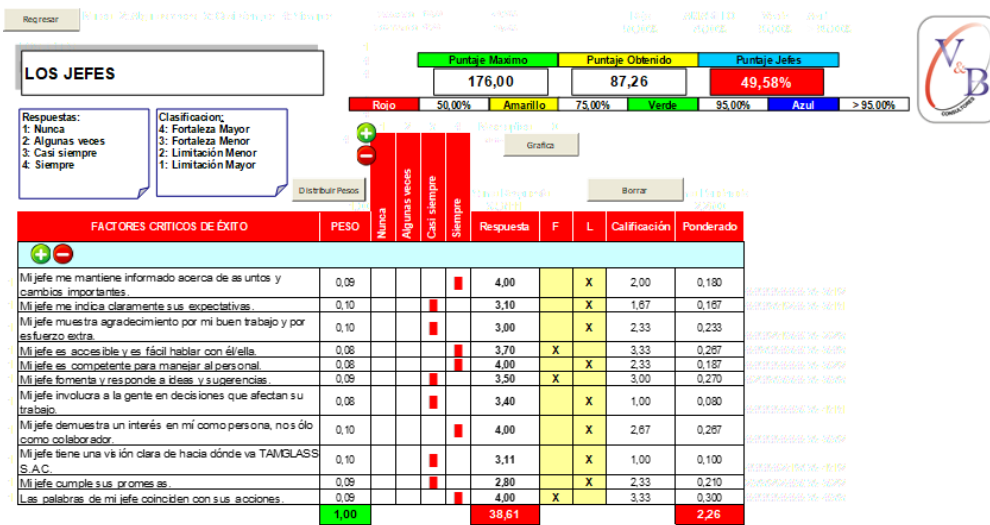 Regresar
LOS JEFES
Puntaje Maximo Puntaje Obtenido Puntaje Jefes
176,00 87,26 49,58%
Rojo 50,00% Amarillo 75,00% Verde 95,00% Azul > 95.00%
V&B
CONSULTORES
Respuestas:
1: Nunca
2: Algunas veces
3: Casi siempre
4: Siempre
Clasificacion:
4: Fortaleza Mayor
3: Fortaleza Menor
2: Limitación Menor
1: Limitación Mayor
Grafica
Distribuir Pesos
Borrar
FACTORES CRITICOS DE ÉXITO PESO Nunca Algunas veces Casi siempre Siempre Respuesta F L Calificación Ponderado
Mi jefe me mantiene informado acerca de asuntos y
cambios importantes. 0,09 4,00 X 2,00 0,180
Mi jefe me indica claramente sus expectativas. 0,10 3,10 X 1,67 0,167
Mi jefe muestra agradecimiento por mi buen trabajo y por
esfuerzo extra. 0,10 3,00 X 2,33 0,233
Mi jefe es accesible y es fácil hablar con él/ella. 0,08 3,70 X 3,33 0,267
Mi jefe es competente para manejar al personal. 0,08 4,00 X 2,33 0,187
Mi jefe fomenta y responde a ideas y sugerencias. 0,09 3,50 X 3,00 0,270
Mi jefe involucra a la gente en decisiones que afectan su
trabajo. 0,08 3,40 X 1,00 0,080
Mi jefe demuestra un interés en mí como persona, no sólo
como colaborador. 0,10 4,00 X 2,67 0,267
Mi jefe tiene una visión clara de hacia dónde va TAMGLASS
S.A.C. 0,10 3,11 X 1,00 0,100
Mi jefe cumple sus promesas. 0,09 2,80 X 2,33 0,210
Las palabras de mi jefe coinciden con sus acciones. 0,09 4,00 X 3,33 0,300
1,00 38,61 2,26